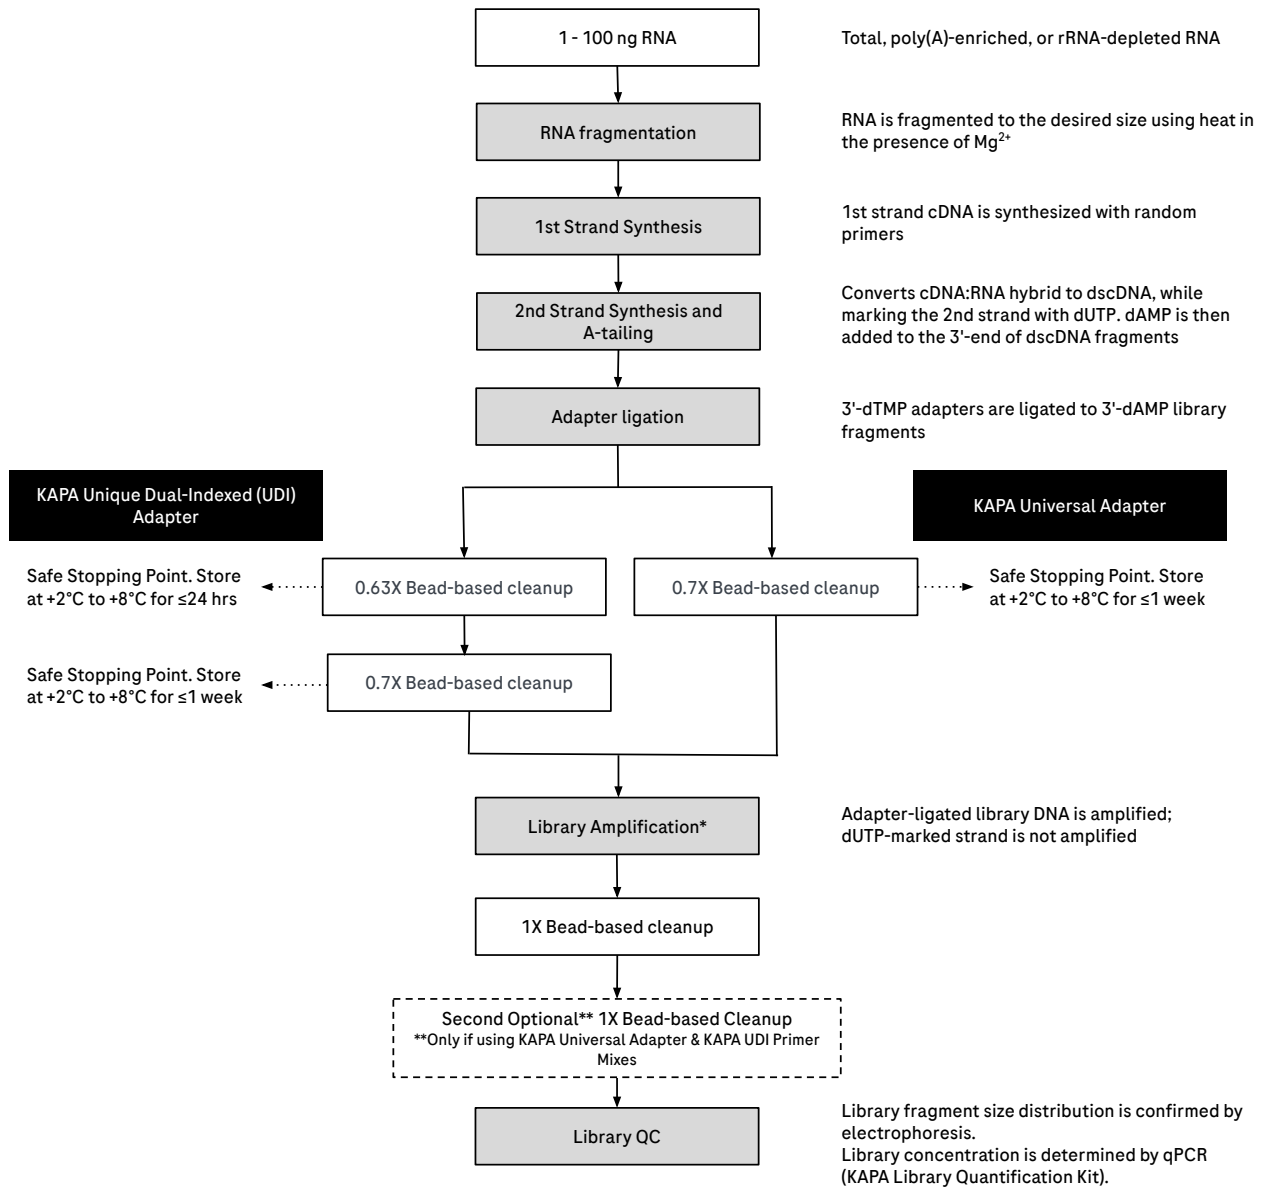 1 - 100 ng RNA
Total, poly(A)-enriched, or rRNA-depleted RNA
RNA fragmentation
RNA is fragmented to the desired size using heat in
the presence of Mg²⁺
1st Strand Synthesis
1st strand cDNA is synthesized with random
primers
2nd Strand Synthesis and
A-tailing
Converts cDNA:RNA hybrid to dscDNA, while
marking the 2nd strand with dUTP. dAMP is then
added to the 3'-end of dscDNA fragments
Adapter ligation
3'-dTMP adapters are ligated to 3'-dAMP library
fragments
KAPA Unique Dual-Indexed (UDI)
Adapter
KAPA Universal Adapter
Safe Stopping Point. Store
at +2°C to +8°C for ≤24 hrs
0.63X Bead-based cleanup
0.7X Bead-based cleanup
Safe Stopping Point. Store
at +2°C to +8°C for ≤1 week
Safe Stopping Point. Store
at +2°C to +8°C for ≤1 week
0.7X Bead-based cleanup
Library Amplification*
Adapter-ligated library DNA is amplified;
dUTP-marked strand is not amplified
1X Bead-based cleanup
Second Optional** 1X Bead-based Cleanup
**Only if using KAPA Universal Adapter & KAPA UDI Primer
Mixes
Library QC
Library fragment size distribution is confirmed by
electrophoresis.
Library concentration is determined by qPCR
(KAPA Library Quantification Kit).